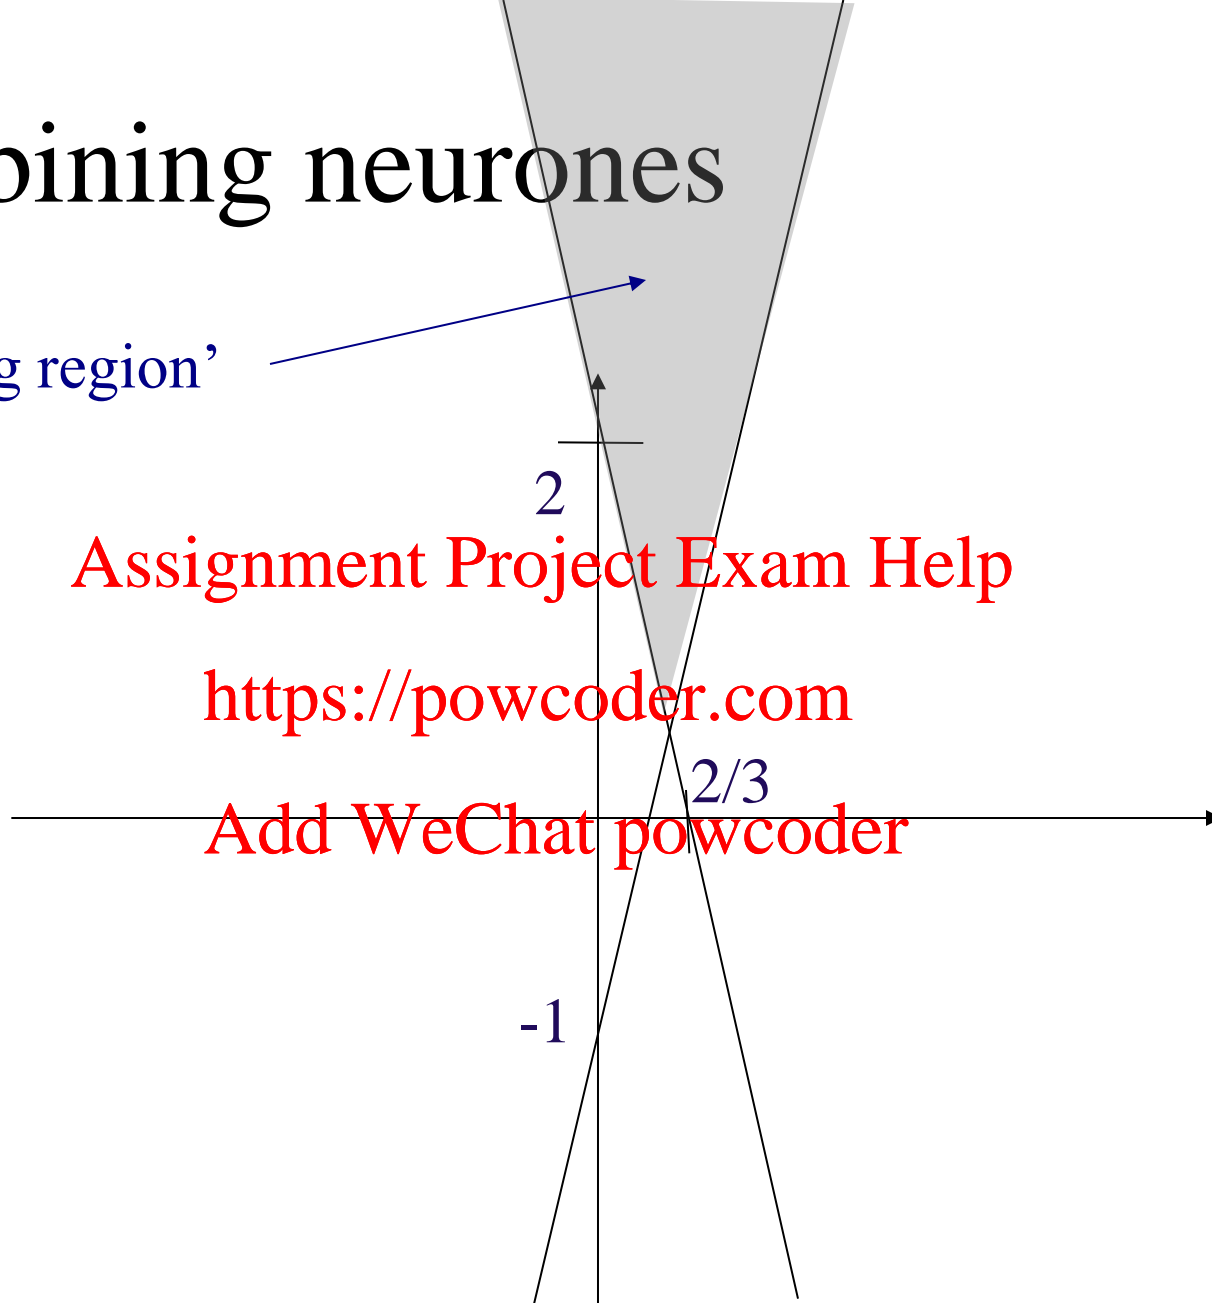 bining neurones
g region’
2
Assignment Project Exam Help
https://powcoder.com
2/3
Add WeChat powcoder
-1